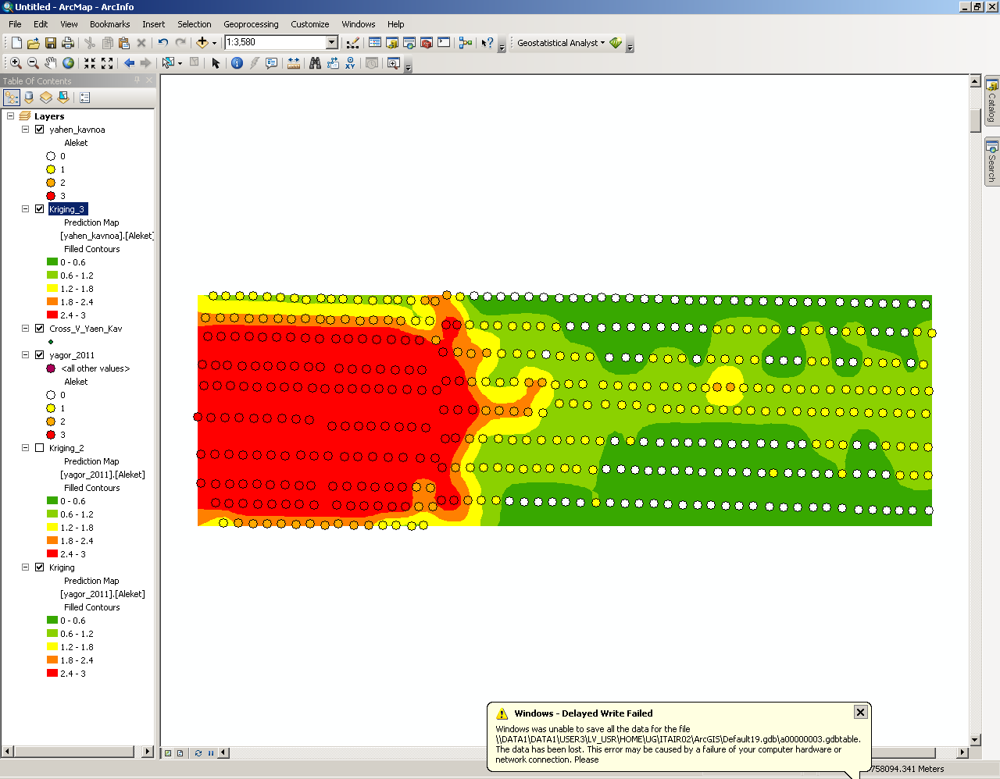 Untitled - ArcMap - ArcInfo
File Edit View Bookmarks Insert Selection Geoprocessing Customize Windows Help
1:3,580
Geostatistical Analyst
Table Of Contents
Layers
yahen_kavnoa
Aleket
0
1
2
3
Kriging_3
Prediction Map
[yahen_kavnoa].[Aleket]
Filled Contours
0 - 0.6
0.6 - 1.2
1.2 - 1.8
1.8 - 2.4
2.4 - 3
Cross_V_Yaen_Kav
yagor_2011
<all other values>
Aleket
0
1
2
3
Kriging_2
Prediction Map
[yagor_2011].[Aleket]
Filled Contours
0 - 0.6
0.6 - 1.2
1.2 - 1.8
1.8 - 2.4
2.4 - 3
Kriging
Prediction Map
[yagor_2011].[Aleket]
Filled Contours
0 - 0.6
0.6 - 1.2
1.2 - 1.8
1.8 - 2.4
2.4 - 3
Catalog
Search
Windows - Delayed Write Failed
Windows was unable to save all the data for the file
\\DATA1\DATA1\USER3\LV_USR\HOME\UG\ITAIR02\ArcGIS\Default19.gdb\a00000003.gdbtable.
The data has been lost. This error may be caused by a failure of your computer hardware or
network connection. Please
758094.341 Meters